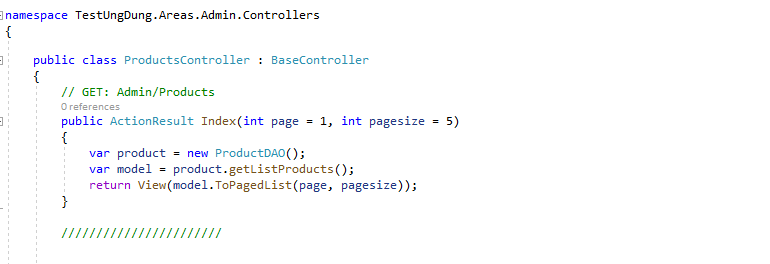 namespace TestUngDung.Areas.Admin.Controllers
{
public class ProductsController : BaseController
{
// GET: Admin/Products
0 references
public ActionResult Index(int page = 1, int pagesize = 5)
{
var product = new ProductDAO();
var model = product.getListProducts();
return View(model.ToPagedList(page, pagesize));
}
///////////////////////